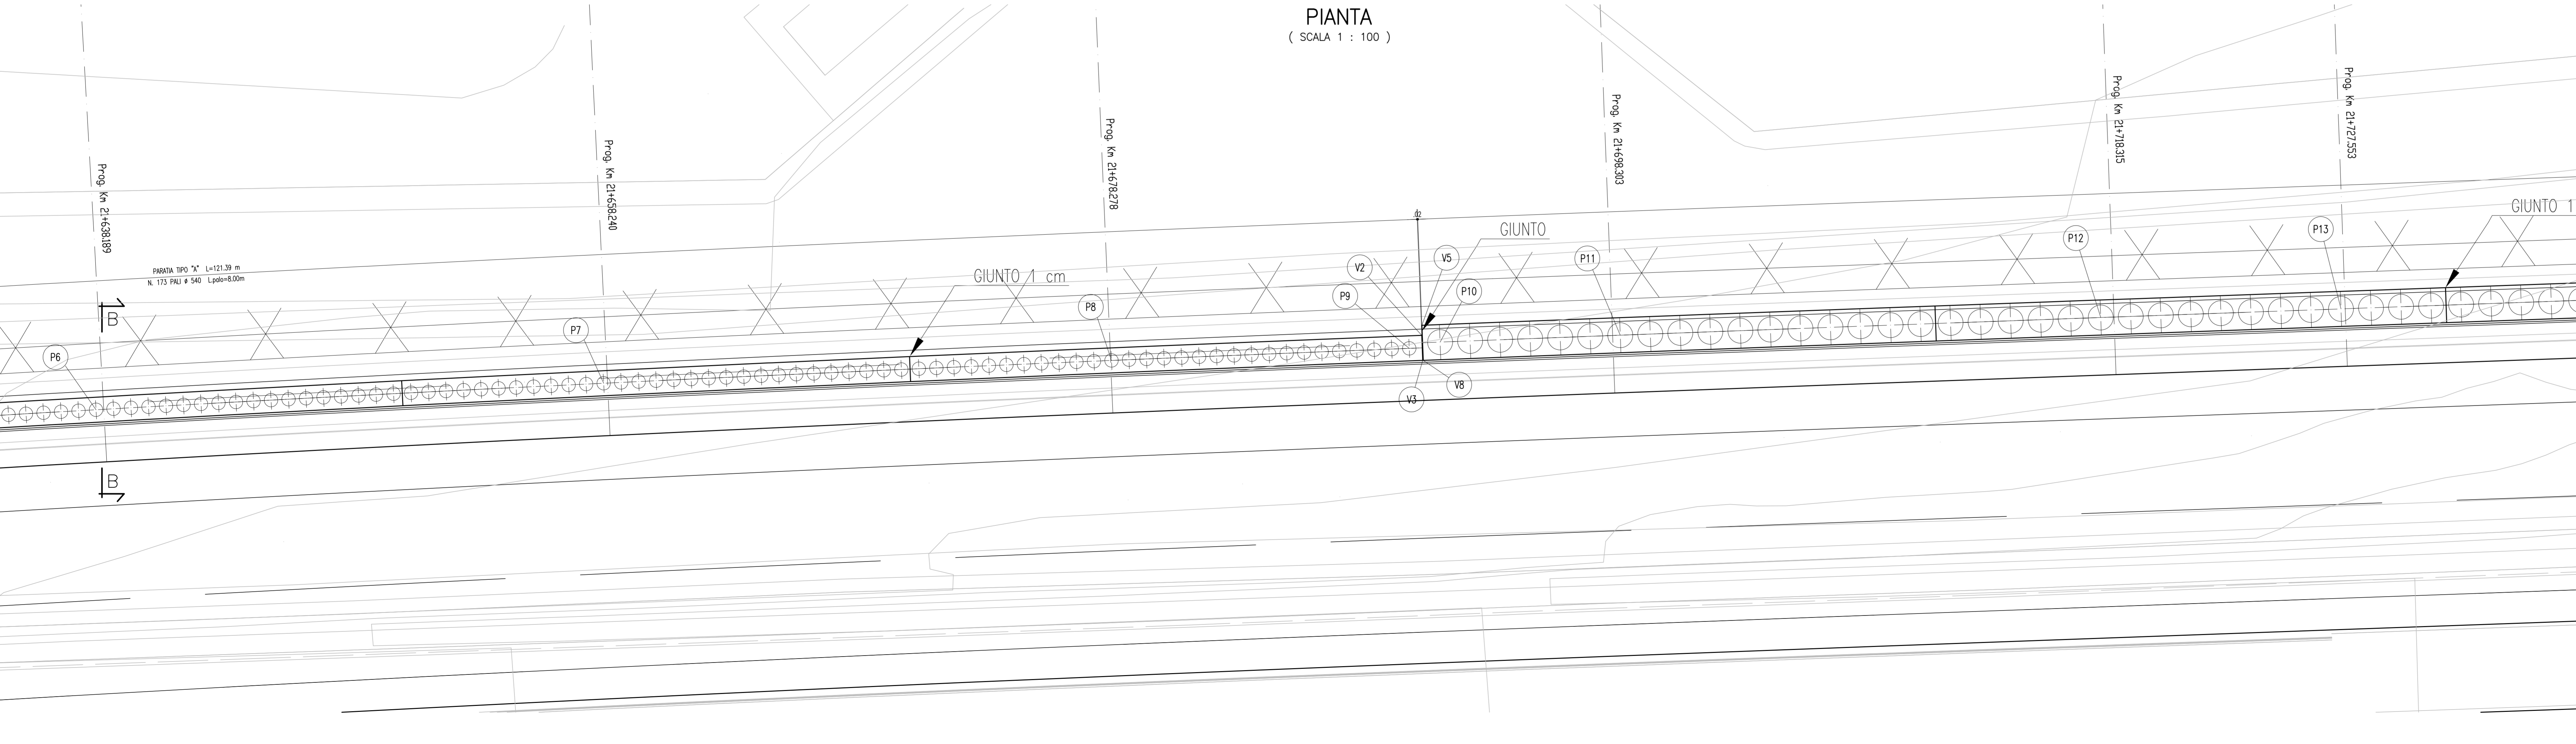 PIANTA
( SCALA 1 : 100 )
Prog. Km 21+638.189
Prog. Km 21+658.240
Prog. Km 21+678.278
Prog. Km 21+698.303
Prog. Km 21+718.315
Prog. Km 21+727.553
PARATIA TIPO "A" L=121.39 m
N. 173 PALI ø 540 L.palo=8.00m
B
B
P6
P7
GIUNTO 1 cm
P8
P9
V2
V5
GIUNTO
P10
V3
V8
P11
P12
P13
GIUNTO 1